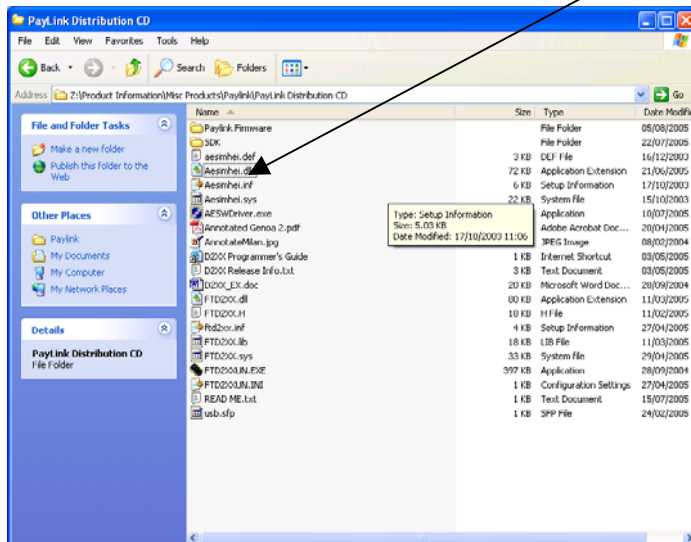 PayLink Distribution CD
File Edit View Favorites Tools Help
Back Search Folders
Address Z:\Product Information\Misc Products\Paylink\PayLink Distribution CD Go
File and Folder Tasks
Make a new folder
Publish this folder to the Web
Other Places
Paylink
My Documents
My Computer
My Network Places
Details
PayLink Distribution CD
File Folder
Name Size Type Date Modifi
Paylink Firmware File Folder 05/08/2005
SDK File Folder 22/07/2005
aesimhei.def 3 KB DEF File 16/12/2003
Aesimhei.dll 72 KB Application Extension 21/06/2005
Aesimhei.inf 6 KB Setup Information 17/10/2003
Aesimhei.sys 22 KB System file 15/10/2003
AESWDriver.exe Application 10/07/2005
Annotated Genoa 2.pdf Adobe Acrobat Doc... 20/04/2005
AnnotateMilan.jpg JPEG Image 08/02/2004
D2XX Programmer's Guide 1 KB Internet Shortcut 03/05/2005
D2XX Release Info.txt 3 KB Text Document 03/05/2005
D2XX_EX.doc 20 KB Microsoft Word Doc... 28/09/2004
FTD2XX.dll 80 KB Application Extension 11/03/2005
FTD2XX.H 18 KB H File 11/02/2005
ftd2xx.inf 4 KB Setup Information 27/04/2005
FTD2XX.lib 18 KB LIB File 11/03/2005
FTD2XX.sys 33 KB System file 29/04/2005
FTD2XXUN.EXE 397 KB Application 28/09/2004
FTD2XXUN.INI 1 KB Configuration Settings 27/04/2005
READ ME.txt 1 KB Text Document 15/07/2005
usb.sfp 1 KB SFP File 24/02/2005
Type: Setup Information
Size: 5.03 KB
Date Modified: 17/10/2003 11:06